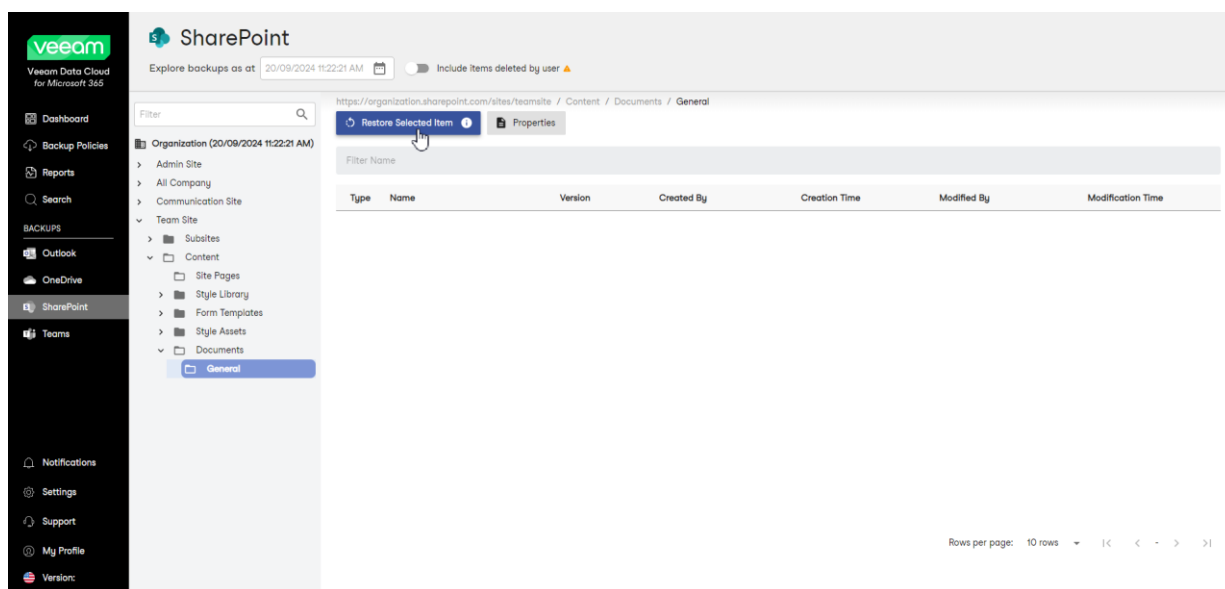 veeam
Veeam Data Cloud
for Microsoft 365
Dashboard
Backup Policies
Reports
Search
BACKUPS
Outlook
OneDrive
SharePoint
Teams
Notifications
Settings
Support
My Profile
Version:
SharePoint
Explore backups as at 20/09/2024 11:22:21 AM Include items deleted by user
Filter
Organization (20/09/2024 11:22:21 AM)
Admin Site
All Company
Communication Site
Team Site
Subsites
Content
Site Pages
Style Library
Form Templates
Style Assets
Documents
General
https://organization.sharepoint.com/sites/teamsite / Content / Documents / General
Restore Selected Item Properties
Filter Name
Type Name Version Created By Creation Time Modified By Modification Time
Rows per page: 10 rows |< < - > >|